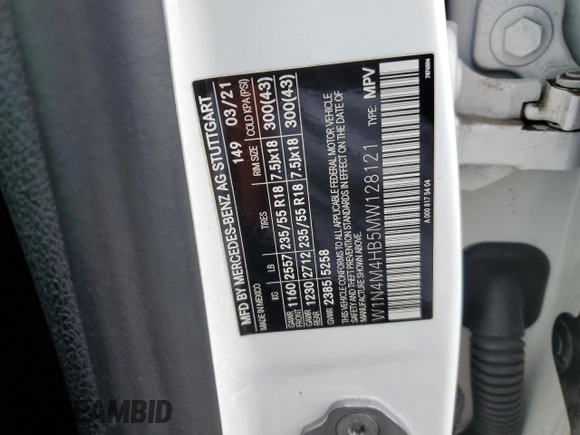 MFD BY MERCEDES-BENZ AG STUTTGART
MADE IN MEXICO 149 03/21
KG LB TIRES RIM SIZE COLD KPA(PSI)
GAWR FRONT 1160 2557 235/55 R18 7.5Jx18 300(43)
GAWR REAR 1230 2712 235/55 R18 7.5Jx18 300(43)
GVWR 2385 5258
THIS VEHICLE CONFORMS TO ALL APPLICABLE FEDERAL MOTOR VEHICLE
SAFETY AND THEFT PREVENTION STANDARDS IN EFFECT ON THE DATE OF
MANUFACTURE SHOWN ABOVE.
W1N4M4HB5MW128121 TYPE: MPV
A 000 817 54 04